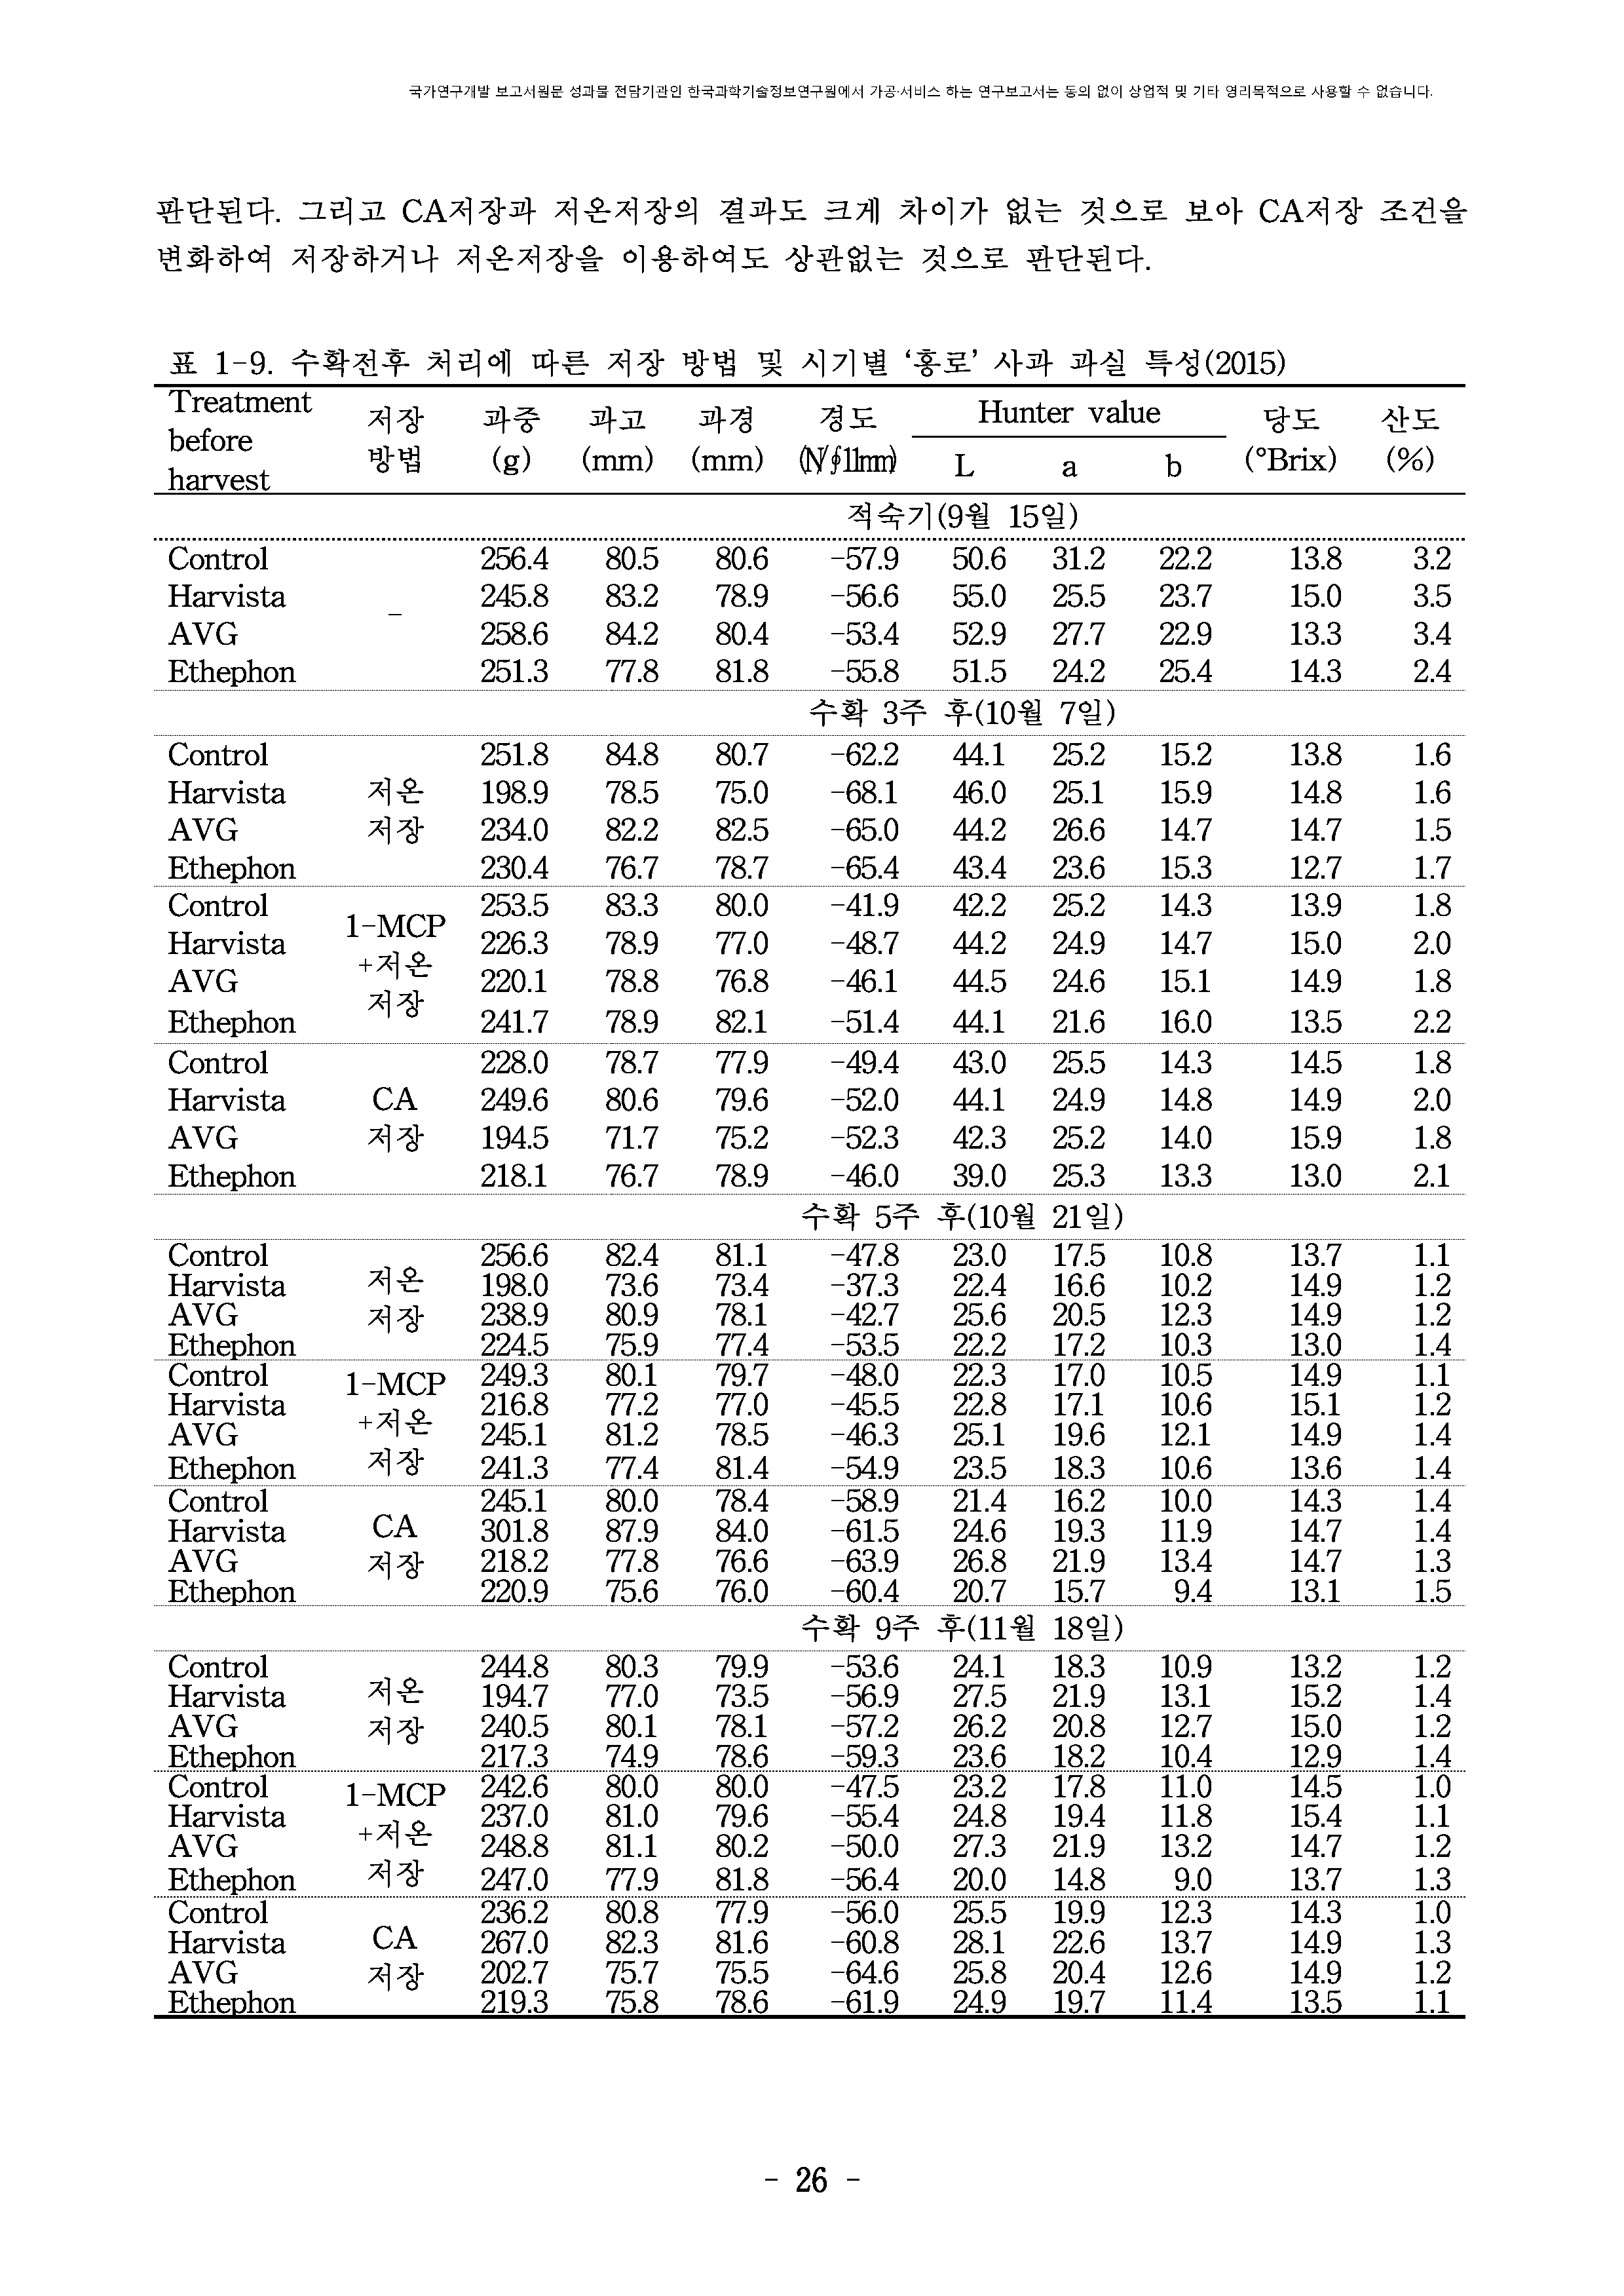 국가연구개발 보고서원문 성과물 전담기관인 한국과학기술정보연구원에서 가공·서비스 하는 연구보고서는 동의 없이 상업적 및 기타 영리목적으로 사용할 수 없습니다.
판단된다. 그리고 CA저장과 저온저장의 결과도 크게 차이가 없는 것으로 보아 CA저장 조건을
변화하여 저장하거나 저온저장을 이용하여도 상관없는 것으로 판단된다.
표 1-9. 수확전후 처리에 따른 저장 방법 및 시기별 ‘홍로’ 사과 과실 특성(2015)
Treatment before harvest 저장 방법 과중 (g) 과고 (mm) 과경 (mm) 경도 Hunter value L a b 당도 (°Brix) 산도 (%)
적숙기(9월 15일)
Control 256.4 80.5 80.6 -57.9 50.6 31.2 22.2 13.8 3.2
Harvista - 245.8 83.2 78.9 -56.6 55.0 25.5 23.7 15.0 3.5
AVG 258.6 84.2 80.4 -53.4 52.9 27.7 22.9 13.3 3.4
Ethephon 251.3 77.8 81.8 -55.8 51.5 24.2 25.4 14.3 2.4
수확 3주 후(10월 7일)
Control 251.8 84.8 80.7 -62.2 44.1 25.2 15.2 13.8 1.6
Harvista 저온 198.9 78.5 75.0 -68.1 46.0 25.1 15.9 14.8 1.6
AVG 저장 234.0 82.2 82.5 -65.0 44.2 26.6 14.7 14.7 1.5
Ethephon 230.4 76.7 78.7 -65.4 43.4 23.6 15.3 12.7 1.7
Control 1-MCP 253.5 83.3 80.0 -41.9 42.2 25.2 14.3 13.9 1.8
Harvista +저온 226.3 78.9 77.0 -48.7 44.2 24.9 14.7 15.0 2.0
AVG 저장 220.1 78.8 76.8 -46.1 44.5 24.6 15.1 14.9 1.8
Ethephon 241.7 78.9 82.1 -51.4 44.1 21.6 16.0 13.5 2.2
Control 228.0 78.7 77.9 -49.4 43.0 25.5 14.3 14.5 1.8
Harvista CA 249.6 80.6 79.6 -52.0 44.1 24.9 14.8 14.9 2.0
AVG 저장 194.5 71.7 75.2 -52.3 42.3 25.2 14.0 15.9 1.8
Ethephon 218.1 76.7 78.9 -46.0 39.0 25.3 13.3 13.0 2.1
수확 5주 후(10월 21일)
Control 256.6 82.4 81.1 -47.8 23.0 17.5 10.8 13.7 1.1
Harvista 저온 198.0 73.6 73.4 -37.3 22.4 16.6 10.2 14.9 1.2
AVG 저장 238.9 80.9 78.1 -42.7 25.6 20.5 12.3 14.9 1.2
Ethephon 224.5 75.9 77.4 -53.5 22.2 17.2 10.3 13.0 1.4
Control 1-MCP 249.3 80.1 79.7 -48.0 22.3 17.0 10.5 14.9 1.1
Harvista +저온 216.8 77.2 77.0 -45.5 22.8 17.1 10.6 15.1 1.2
AVG 저장 245.1 81.2 78.5 -46.3 25.1 19.6 12.1 14.9 1.4
Ethephon 241.3 77.4 81.4 -54.9 23.5 18.3 10.6 13.6 1.4
Control 245.1 80.0 78.4 -58.9 21.4 16.2 10.0 14.3 1.4
Harvista CA 301.8 87.9 84.0 -61.5 24.6 19.3 11.9 14.7 1.4
AVG 저장 218.2 77.8 76.6 -63.9 26.8 21.9 13.4 14.7 1.3
Ethephon 220.9 75.6 76.0 -60.4 20.7 15.7 9.4 13.1 1.5
수확 9주 후(11월 18일)
Control 244.8 80.3 79.9 -53.6 24.1 18.3 10.9 13.2 1.2
Harvista 저온 194.7 77.0 73.5 -56.9 27.5 21.9 13.1 15.2 1.4
AVG 저장 240.5 80.1 78.1 -57.2 26.2 20.8 12.7 15.0 1.2
Ethephon 217.3 74.9 78.6 -59.3 23.6 18.2 10.4 12.9 1.4
Control 1-MCP 242.6 80.0 80.0 -47.5 23.2 17.8 11.0 14.5 1.0
Harvista +저온 237.0 81.0 79.6 -55.4 24.8 19.4 11.8 15.4 1.1
AVG 저장 248.8 81.1 80.2 -50.0 27.3 21.9 13.2 14.7 1.2
Ethephon 247.0 77.9 81.8 -56.4 20.0 14.8 9.0 13.7 1.3
Control 236.2 80.8 77.9 -56.0 25.5 19.9 12.3 14.3 1.0
Harvista CA 267.0 82.3 81.6 -60.8 28.1 22.6 13.7 14.9 1.3
AVG 저장 202.7 75.7 75.5 -64.6 25.8 20.4 12.6 14.9 1.2
Ethephon 219.3 75.8 78.6 -61.9 24.9 19.7 11.4 13.5 1.1
- 26 -